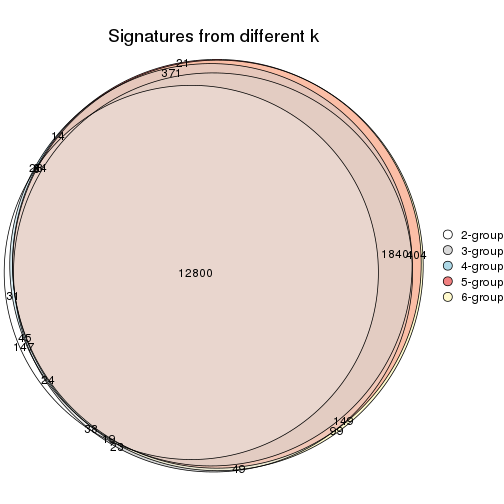 Signatures from different k
21
371
14
12800
1840
404
31
45
147
24
38
19
23
49
149
99
2-group
3-group
4-group
5-group
6-group